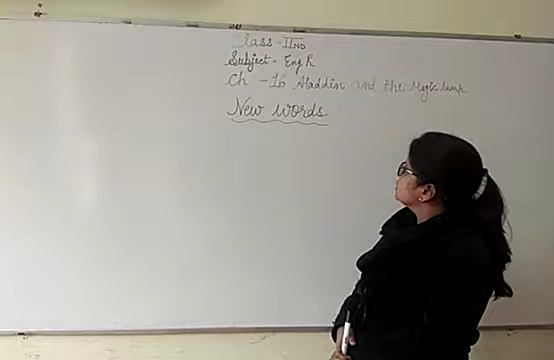 Class - IIND
Subject - Eng R
Ch - 16 Aladdin and the Magic lamp
New words